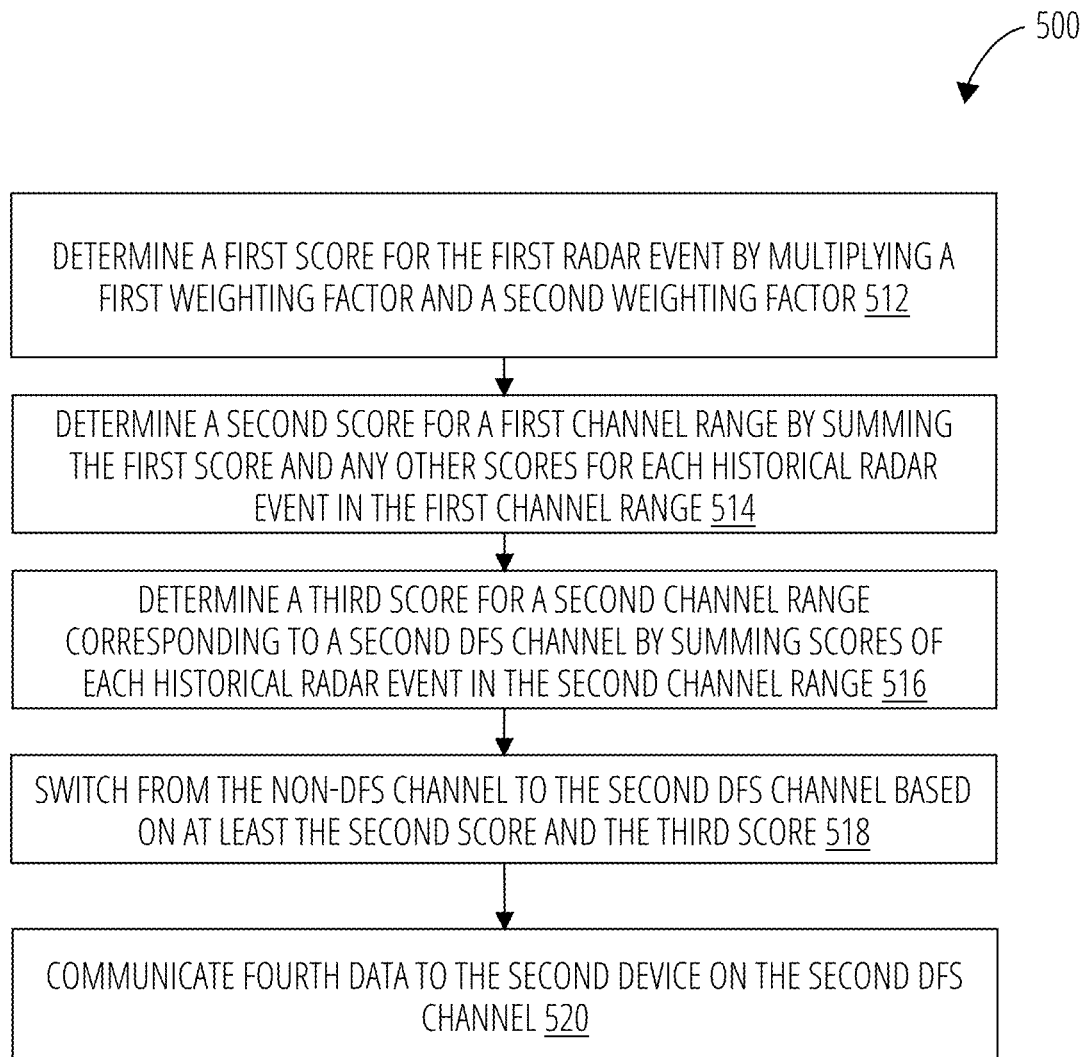 500
DETERMINE A FIRST SCORE FOR THE FIRST RADAR EVENT BY MULTIPLYING A
FIRST WEIGHTING FACTOR AND A SECOND WEIGHTING FACTOR 512
DETERMINE A SECOND SCORE FOR A FIRST CHANNEL RANGE BY SUMMING
THE FIRST SCORE AND ANY OTHER SCORES FOR EACH HISTORICAL RADAR
EVENT IN THE FIRST CHANNEL RANGE 514
DETERMINE A THIRD SCORE FOR A SECOND CHANNEL RANGE
CORRESPONDING TO A SECOND DFS CHANNEL BY SUMMING SCORES OF
EACH HISTORICAL RADAR EVENT IN THE SECOND CHANNEL RANGE 516
SWITCH FROM THE NON-DFS CHANNEL TO THE SECOND DFS CHANNEL BASED
ON AT LEAST THE SECOND SCORE AND THE THIRD SCORE 518
COMMUNICATE FOURTH DATA TO THE SECOND DEVICE ON THE SECOND DFS
CHANNEL 520